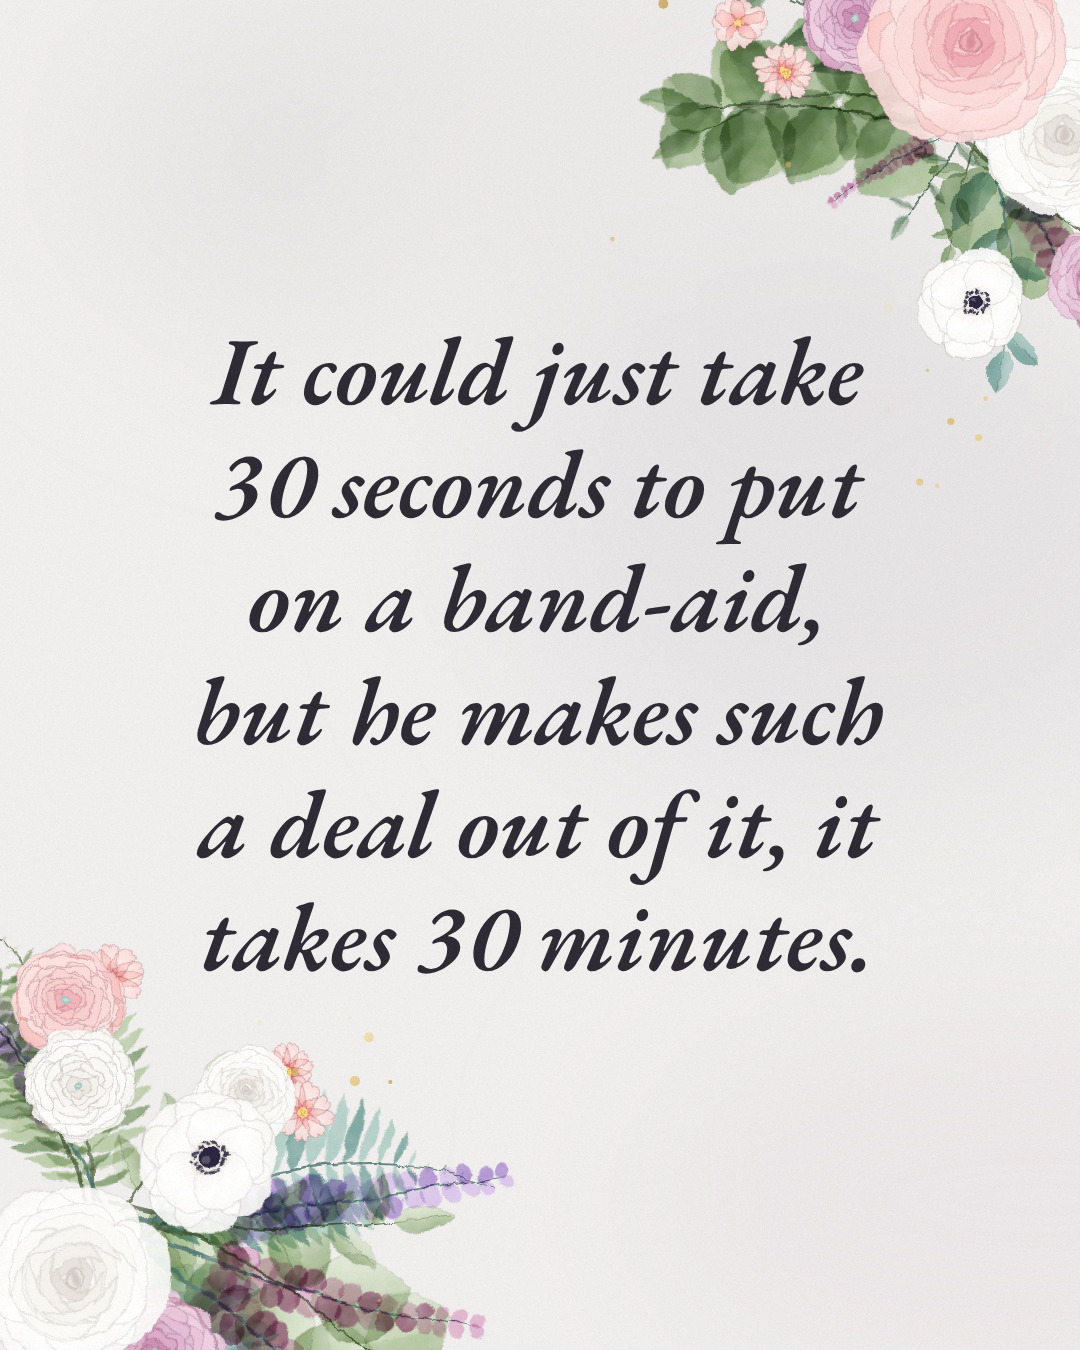 It could just take
30 seconds to put
on a band-aid,
but he makes such
a deal out of it, it
takes 30 minutes.